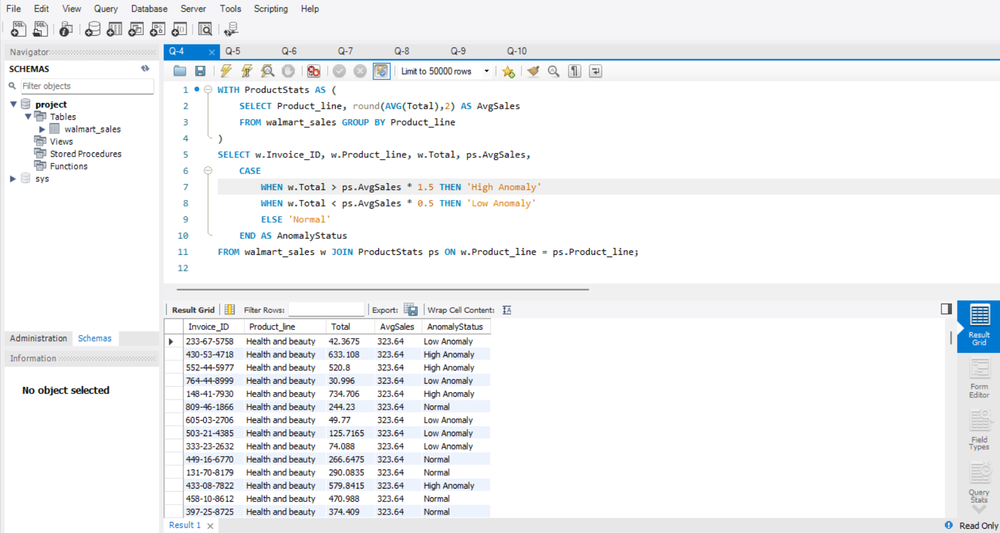 File Edit View Query Database Server Tools Scripting Help
SQL SQL
Navigator
SCHEMAS
Filter objects
project
Tables
walmart_sales
Views
Stored Procedures
Functions
sys
Administration Schemas
Information
No object selected
Q-4 Q-5 Q-6 Q-7 Q-8 Q-9 Q-10
Limit to 50000 rows
1 WITH ProductStats AS (
2 SELECT Product_line, round(AVG(Total),2) AS AvgSales
3 FROM walmart_sales GROUP BY Product_line
4 )
5 SELECT w.Invoice_ID, w.Product_line, w.Total, ps.AvgSales,
6 CASE
7 WHEN w.Total > ps.AvgSales * 1.5 THEN 'High Anomaly'
8 WHEN w.Total < ps.AvgSales * 0.5 THEN 'Low Anomaly'
9 ELSE 'Normal'
10 END AS AnomalyStatus
11 FROM walmart_sales w JOIN ProductStats ps ON w.Product_line = ps.Product_line;
12
Result Grid Filter Rows: Export: Wrap Cell Content:
Invoice_ID Product_line Total AvgSales AnomalyStatus
233-67-5758 Health and beauty 42.3675 323.64 Low Anomaly
430-53-4718 Health and beauty 633.108 323.64 High Anomaly
552-44-5977 Health and beauty 520.8 323.64 High Anomaly
764-44-8999 Health and beauty 30.996 323.64 Low Anomaly
148-41-7930 Health and beauty 734.706 323.64 High Anomaly
809-46-1866 Health and beauty 244.23 323.64 Normal
605-03-2706 Health and beauty 49.77 323.64 Low Anomaly
503-21-4385 Health and beauty 125.7165 323.64 Low Anomaly
333-23-2632 Health and beauty 74.088 323.64 Low Anomaly
449-16-6770 Health and beauty 266.6475 323.64 Normal
131-70-8179 Health and beauty 290.0835 323.64 Normal
433-08-7822 Health and beauty 579.8415 323.64 High Anomaly
458-10-8612 Health and beauty 470.988 323.64 Normal
397-25-8725 Health and beauty 374.409 323.64 Normal
Result 1
Result
Grid
Form
Editor
Field
Types
Query
Stats
Read Only